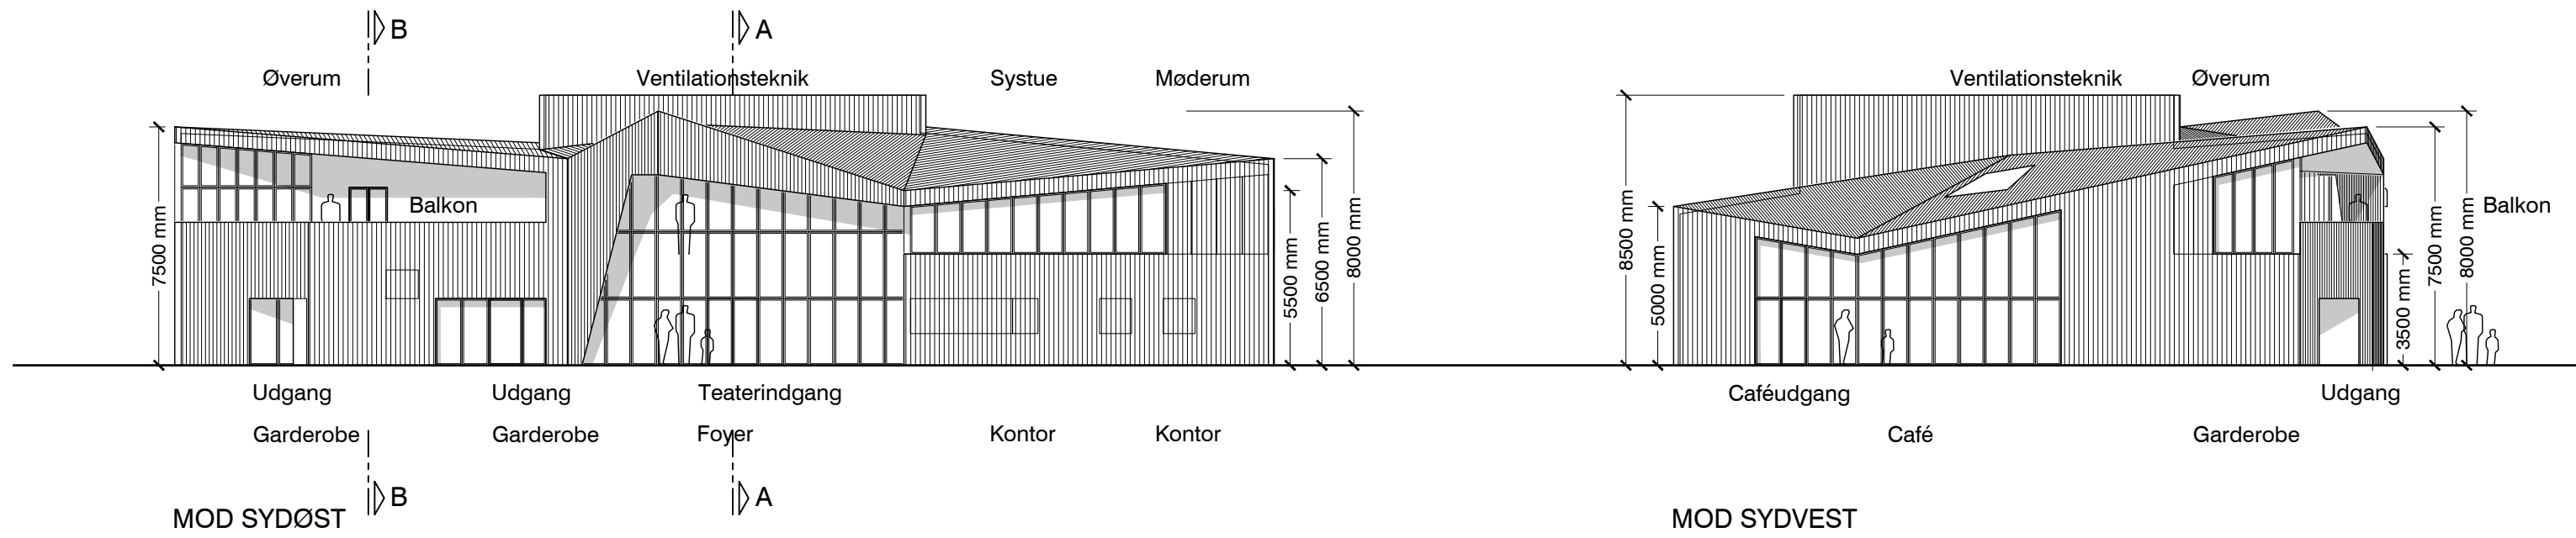 B
A
Øverum
Ventilationsteknik
Systue
Møderum
Balkon
7500 mm
5500 mm
6500 mm
8000 mm
Udgang
Udgang
Teaterindgang
Garderobe
Garderobe
Foyer
Kontor
Kontor
B
A
MOD SYDØST
Ventilationsteknik
Øverum
8500 mm
5000 mm
3500 mm
7500 mm
8000 mm
Balkon
Caféudgang
Udgang
Café
Garderobe
MOD SYDVEST